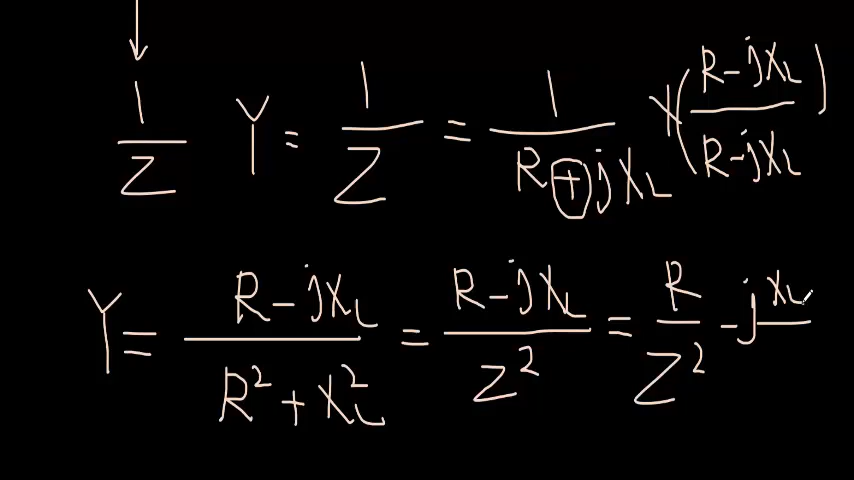 1/Z Y = 1/Z = 1/(R + jX_L) × ((R - jX_L)/(R - jX_L))
Y = (R - jX_L)/(R² + X_L²) = (R - jX_L)/Z² = R/Z² - j X_L/